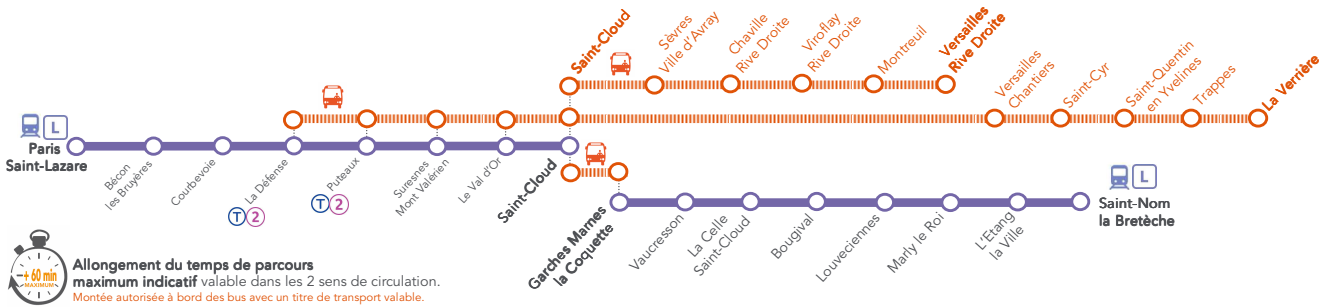 Saint-Cloud
Sèvres
Ville d'Avray
Chaville
Rive Droite
Viroflay
Rive Droite
Montreuil
Versailles
Rive Droite
Versailles
Chantiers
Saint-Cyr
Saint-Quentin
en Yvelines
Trappes
La Verrière
L
Paris
Saint-Lazare
Bécon
les Bruyères
Courbevoie
La Défense
T 2
Puteaux
T 2
Suresnes
Mont Valérien
Le Val d'Or
Saint-Cloud
Garches Marnes
la Coquette
Vaucresson
La Celle
Saint-Cloud
Bougival
Louveciennes
Marly le Roi
L'Etang
la Ville
L
Saint-Nom
la Bretèche
+ 60 min
MAXIMUM
Allongement du temps de parcours
maximum indicatif valable dans les 2 sens de circulation.
Montée autorisée à bord des bus avec un titre de transport valable.